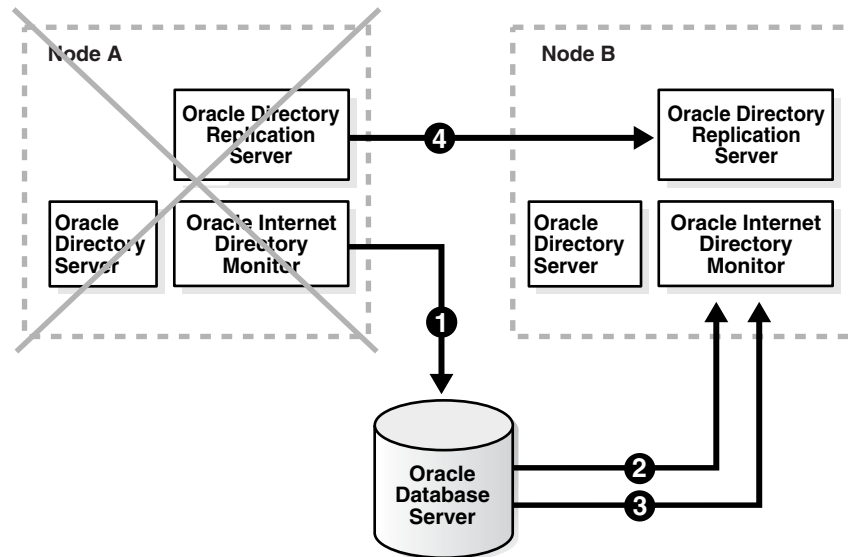 Node A
Oracle Directory
Replication
Server
Oracle
Directory
Server
Oracle Internet
Directory
Monitor
4
1
Node B
Oracle Directory
Replication
Server
Oracle
Directory
Server
Oracle Internet
Directory
Monitor
Oracle
Database
Server
2
3